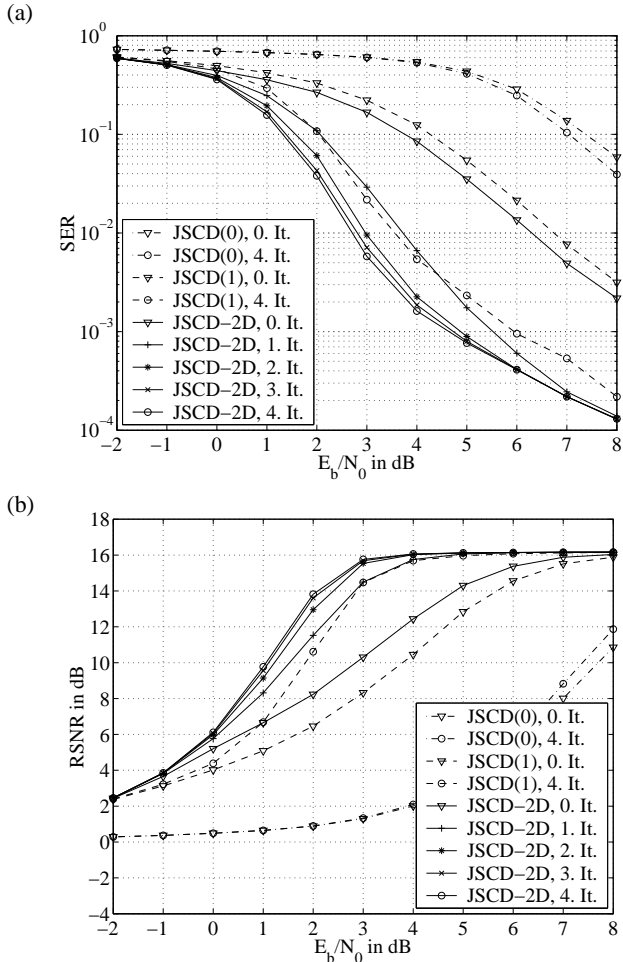 (a)
10^0
10^-1
10^-2
10^-3
10^-4
SER
JSCD(0), 0. It.
JSCD(0), 4. It.
JSCD(1), 0. It.
JSCD(1), 4. It.
JSCD−2D, 0. It.
JSCD−2D, 1. It.
JSCD−2D, 2. It.
JSCD−2D, 3. It.
JSCD−2D, 4. It.
−2 −1 0 1 2 3 4 5 6 7 8
E_b/N_0 in dB
(b)
18
16
14
12
10
8
6
4
2
0
−2
−4
RSNR in dB
JSCD(0), 0. It.
JSCD(0), 4. It.
JSCD(1), 0. It.
JSCD(1), 4. It.
JSCD−2D, 0. It.
JSCD−2D, 1. It.
JSCD−2D, 2. It.
JSCD−2D, 3. It.
JSCD−2D, 4. It.
−2 −1 0 1 2 3 4 5 6 7 8
E_b/N_0 in dB